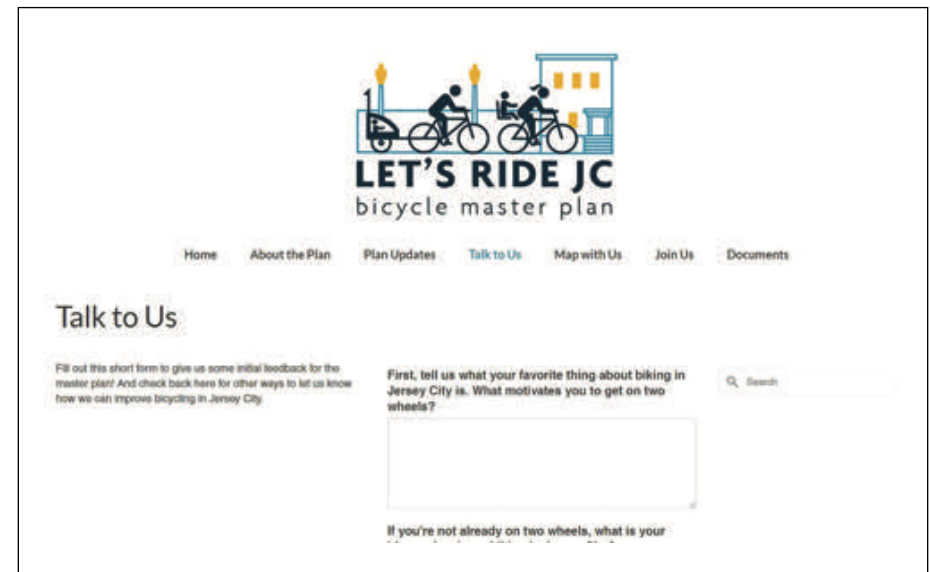 LET'S RIDE JC
bicycle master plan
Home About the Plan Plan Updates Talk to Us Map with Us Join Us Documents
Talk to Us
Fill out this short form to give us some initial feedback for the
master plan! And check back here for other ways to let us know
how we can improve bicycling in Jersey City.
First, tell us what your favorite thing about biking in
Jersey City is. What motivates you to get on two
wheels?
Search
If you're not already on two wheels, what is your